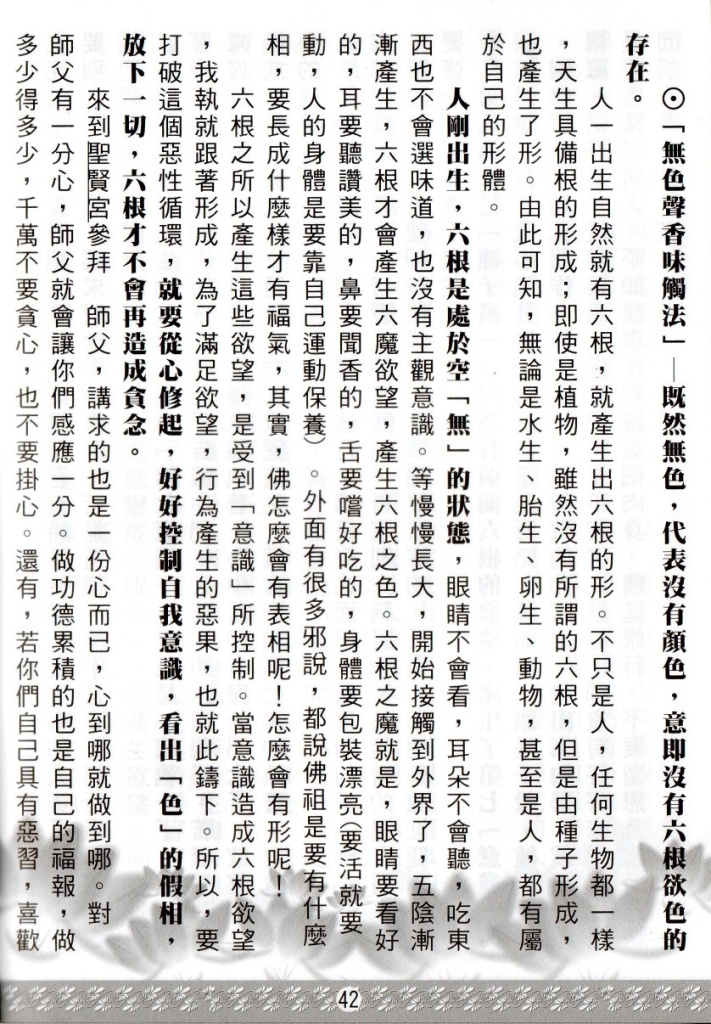 ⊙「無色聲香味觸法」─既然無色，代表沒有顏色，意即沒有六根欲色的
存在。
人一出生自然就有六根，就產生出六根的形。不只是人，任何生物都一樣
，天生具備根的形成；即使是植物，雖然沒有所謂的六根，但是由種子形成，
也產生了形。由此可知，無論是水生、胎生、卵生，動物，甚至是人，都有屬
於自己的形體。
人剛出生，六根是處於空「無」的狀態，眼睛不會看，耳朵不會聽，吃東
西也不會選味道，也沒有主觀意識。等慢慢長大，開始接觸到外界了，五陰漸
漸產生，六根才會產生六魔欲望，產生六根之色。六根之魔就是，眼睛要看好
的，耳要聽讚美的，鼻要聞香的，舌要嚐好吃的，身體要包裝漂亮（要活就要
動，人的身體是要靠自己運動保養）。外面有很多邪說，都說佛祖是要有什麼
相，要長成什麼樣才有福氣，其實，佛怎麼會有表相呢！怎麼會有形呢！
六根之所以產生這些欲望，是受到「意識」所控制。當意識造成六根欲望
，我執就跟著形成，為了滿足欲望，行為產生的惡果，也就此鑄下。所以，要
打破這個惡性循環，就要從心修起，好好控制自我意識，看出「色」的假相，
放下一切，六根才不會再造成貪念。
來到聖賢宮參拜　師父，講求的也是一份心而已，心到哪就做到哪。對
師父有一分心，師父就會讓你們感應一分。做功德累積的也是自己的福報，做
多少得多少，千萬不要貪心，也不要掛心。還有，若你們自己具有惡習，喜歡
42